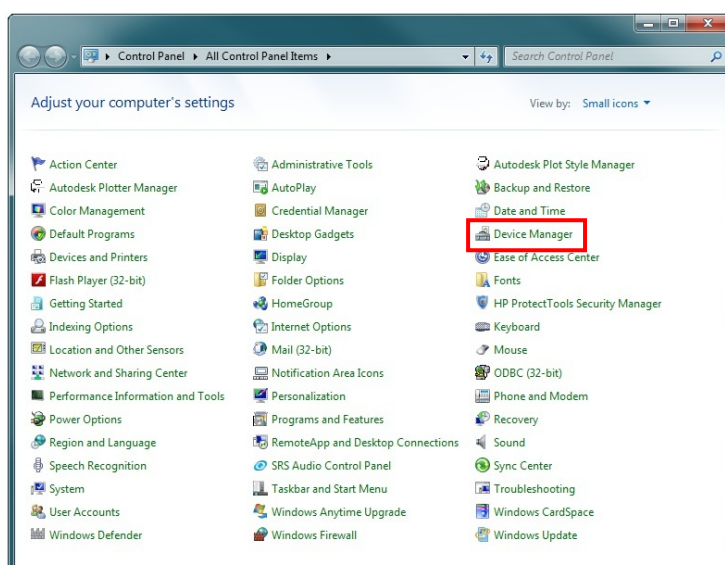 Control Panel All Control Panel Items Search Control Panel
Adjust your computer's settings View by: Small icons
Action Center Administrative Tools Autodesk Plot Style Manager
Autodesk Plotter Manager AutoPlay Backup and Restore
Color Management Credential Manager Date and Time
Default Programs Desktop Gadgets Device Manager
Devices and Printers Display Ease of Access Center
Flash Player (32-bit) Folder Options Fonts
Getting Started HomeGroup HP ProtectTools Security Manager
Indexing Options Internet Options Keyboard
Location and Other Sensors Mail (32-bit) Mouse
Network and Sharing Center Notification Area Icons ODBC (32-bit)
Performance Information and Tools Personalization Phone and Modem
Power Options Programs and Features Recovery
Region and Language RemoteApp and Desktop Connections Sound
Speech Recognition SRS Audio Control Panel Sync Center
System Taskbar and Start Menu Troubleshooting
User Accounts Windows Anytime Upgrade Windows CardSpace
Windows Defender Windows Firewall Windows Update